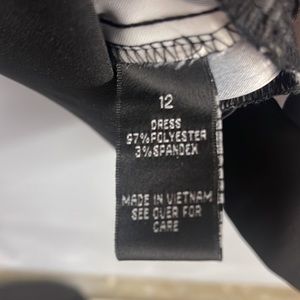 12
DRESS
97%POLYESTER
3%SPANDEX
MADE IN VIETNAM
SEE OVER FOR
CARE